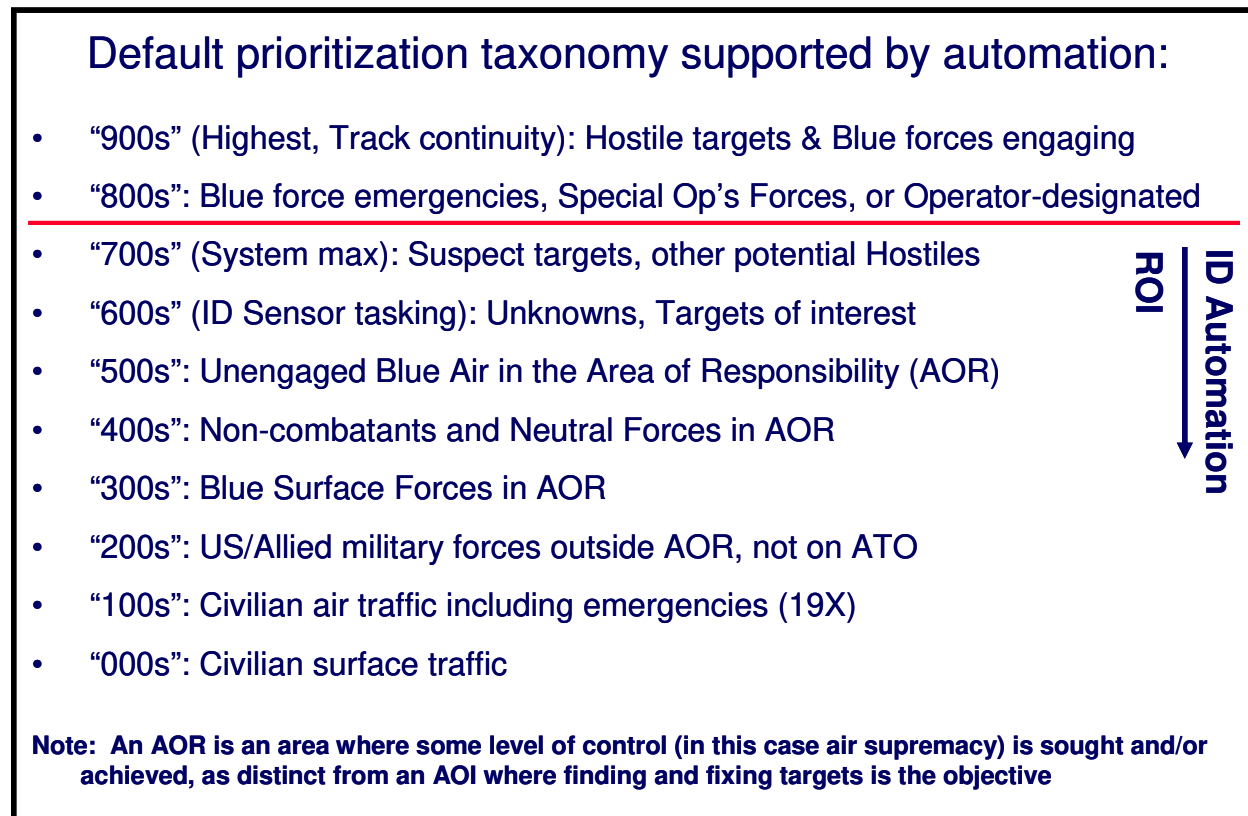 Default prioritization taxonomy supported by automation:
• “900s” (Highest, Track continuity): Hostile targets & Blue forces engaging
• “800s”: Blue force emergencies, Special Op’s Forces, or Operator-designated
• “700s” (System max): Suspect targets, other potential Hostiles
• “600s” (ID Sensor tasking): Unknowns, Targets of interest
• “500s”: Unengaged Blue Air in the Area of Responsibility (AOR)
• “400s”: Non-combatants and Neutral Forces in AOR
• “300s”: Blue Surface Forces in AOR
• “200s”: US/Allied military forces outside AOR, not on ATO
• “100s”: Civilian air traffic including emergencies (19X)
• “000s”: Civilian surface traffic
ID Automation
ROI
Note: An AOR is an area where some level of control (in this case air supremacy) is sought and/or
achieved, as distinct from an AOI where finding and fixing targets is the objective